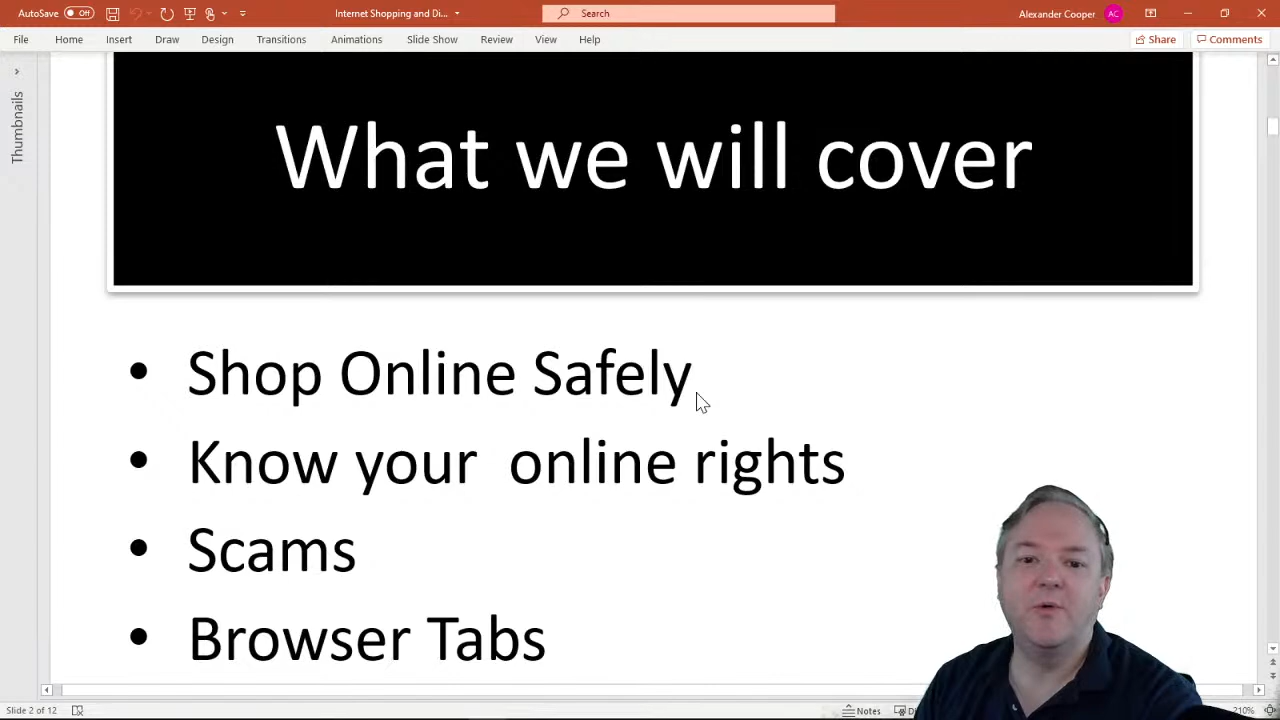 AutoSave Off Internet Shopping and Di... Search Alexander Cooper AC
File Home Insert Draw Design Transitions Animations Slide Show Review View Help Share Comments
Thumbnails
What we will cover
• Shop Online Safely
• Know your  online rights
• Scams
• Browser Tabs
Slide 2 of 12 Notes 210%